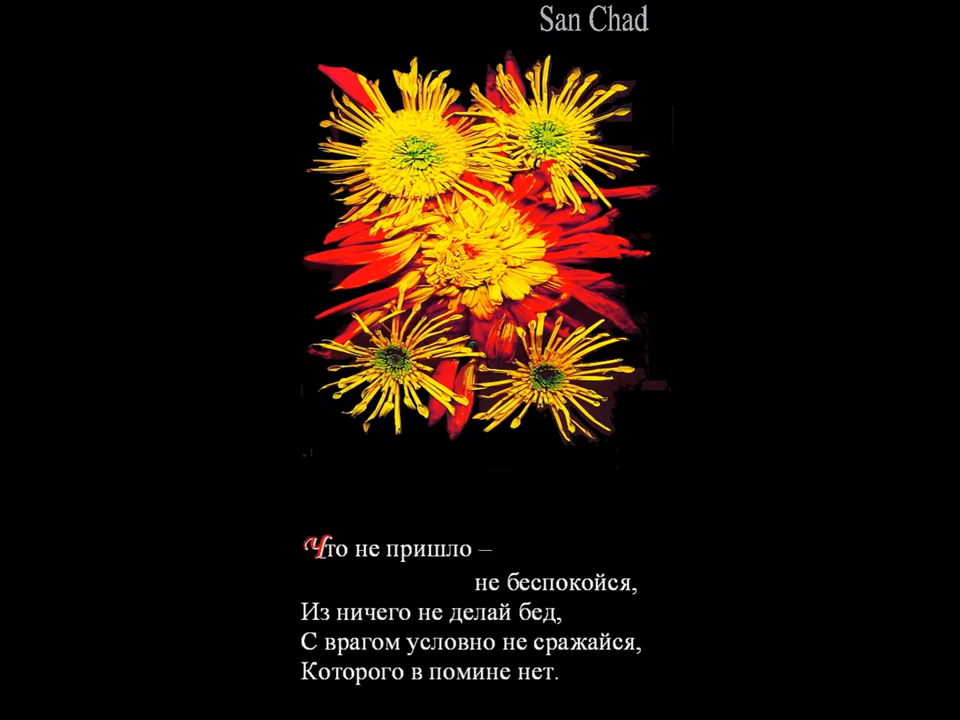 San Chad
Что не пришло –
не беспокойся,
Из ничего не делай бед,
С врагом условно не сражайся,
Которого в помине нет.